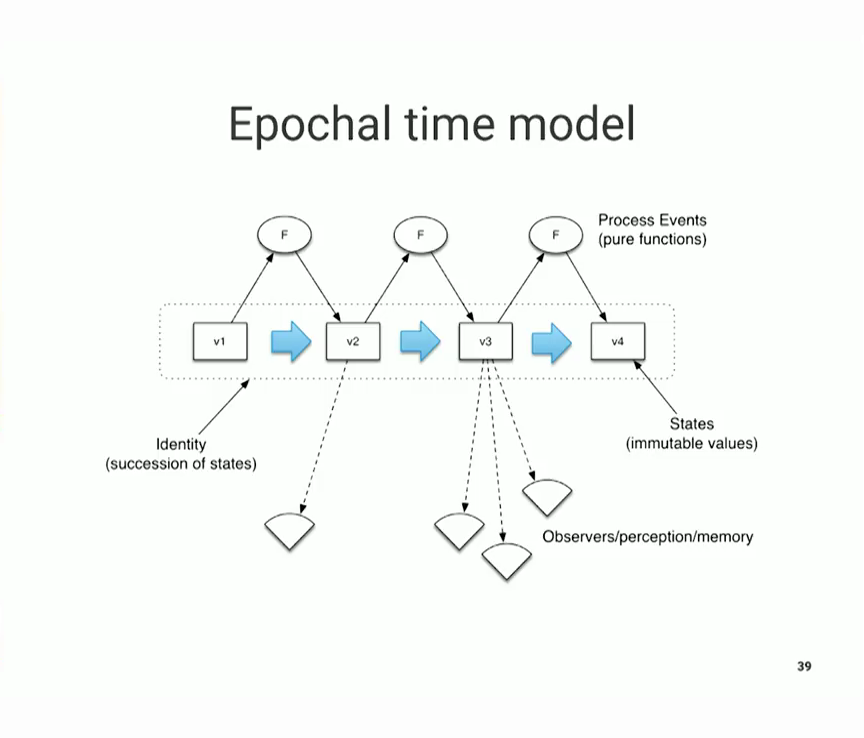 Epochal time model
F
F
F
Process Events
(pure functions)
v1
v2
v3
v4
Identity
(succession of states)
States
(immutable values)
Observers/perception/memory
39